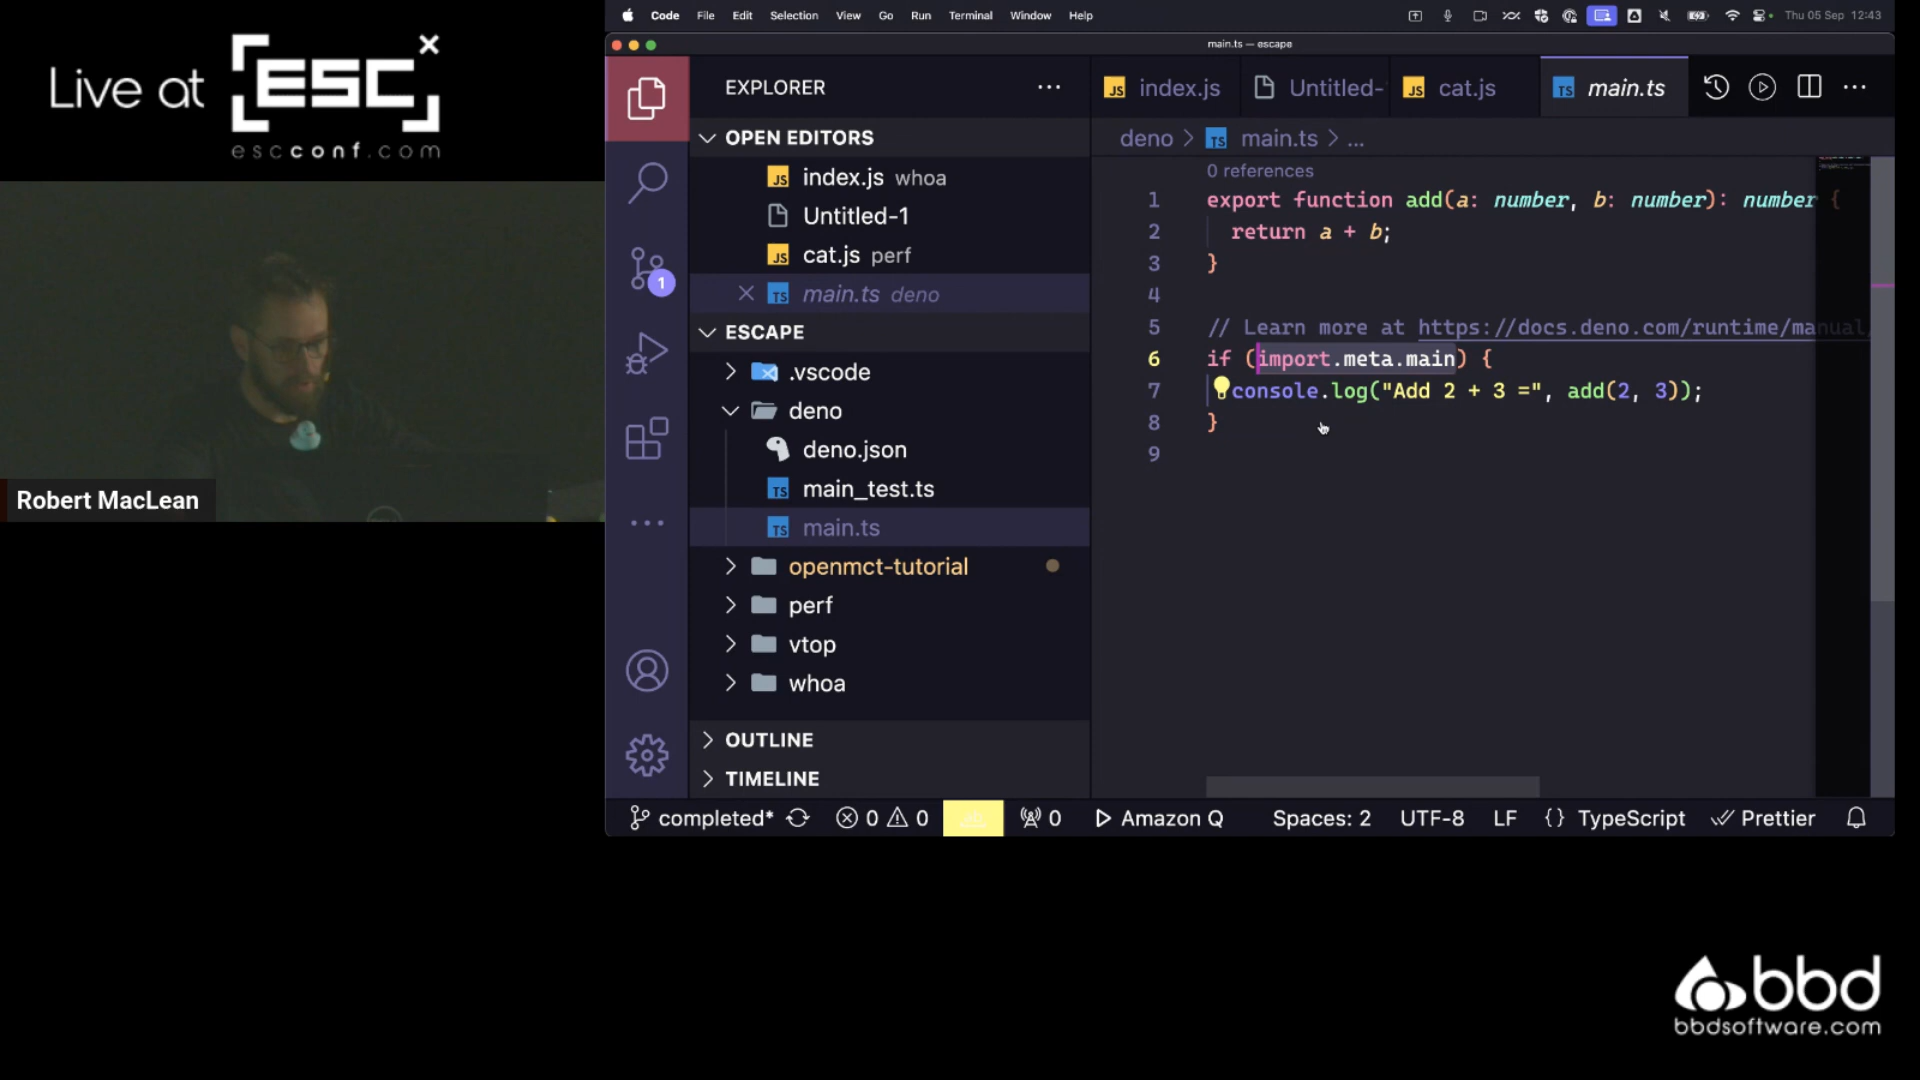 Live at ESC×
escconf.com
Robert MacLean
Code File Edit Selection View Go Run Terminal Window Help
Thu 05 Sep 12:43
main.ts — escape
EXPLORER
index.js
Untitled-
cat.js
main.ts
OPEN EDITORS
index.js whoa
Untitled-1
cat.js perf
main.ts deno
ESCAPE
.vscode
deno
deno.json
main_test.ts
main.ts
openmct-tutorial
perf
vtop
whoa
OUTLINE
TIMELINE
1
deno > main.ts > ...
0 references
1 export function add(a: number, b: number): number {
2 return a + b;
3 }
4
5 // Learn more at https://docs.deno.com/runtime/manual/
6 if (import.meta.main) {
7 console.log("Add 2 + 3 =", add(2, 3));
8 }
9
completed* 0 0 0 Amazon Q Spaces: 2 UTF-8 LF {} TypeScript Prettier
bbd
bbdsoftware.com